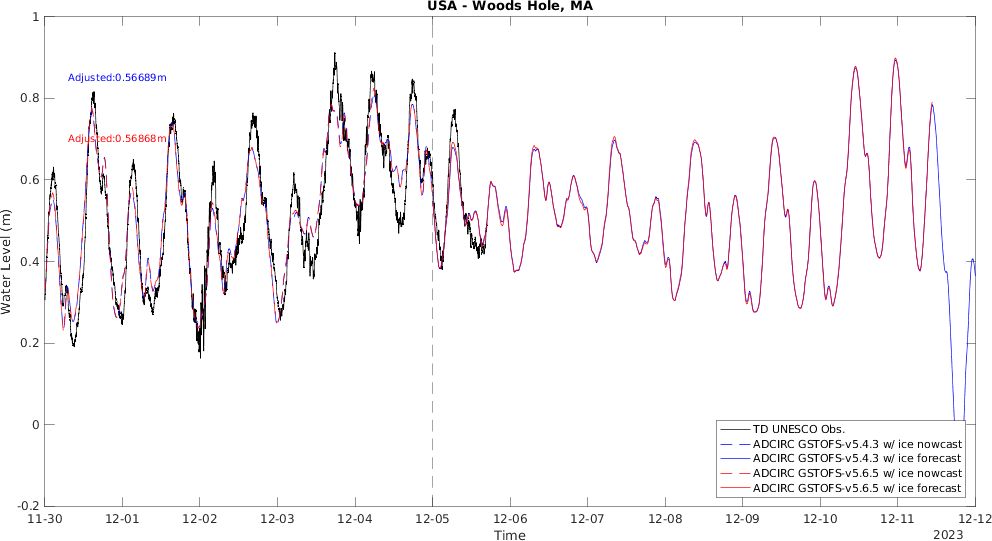 USA - Woods Hole, MA
1
0.8
0.6
0.4
0.2
0
-0.2
Water Level (m)
Adjusted:0.56689m
Adjusted:0.56868m
TD UNESCO Obs.
ADCIRC GSTOFS-v5.4.3 w/ ice nowcast
ADCIRC GSTOFS-v5.4.3 w/ ice forecast
ADCIRC GSTOFS-v5.6.5 w/ ice nowcast
ADCIRC GSTOFS-v5.6.5 w/ ice forecast
11-30 12-01 12-02 12-03 12-04 12-05 12-06 12-07 12-08 12-09 12-10 12-11 12-12
Time
2023